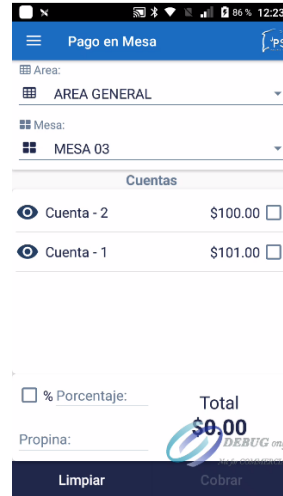 86 % 12:23
Pago en Mesa
Area:
AREA GENERAL
Mesa:
MESA 03
Cuentas
Cuenta - 2 $100.00
Cuenta - 1 $101.00
% Porcentaje:
Total
$0.00
Propina:
DEBUG on
Limpiar Cobrar